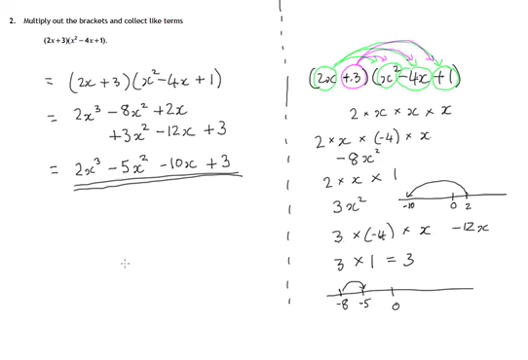 2. Multiply out the brackets and collect like terms
(2x+3)(x² − 4x + 1).
= (2x + 3)(x² − 4x + 1)
= 2x³ − 8x² + 2x
+3x² − 12x + 3
= 2x³ − 5x² − 10x + 3
(2x + 3)(x² − 4x + 1)
2 × x × x × x
2 × x × (−4) × x
−8x²
2 × x × 1
3x²
−10 0 2
3 × (−4) × x −12x
3 × 1 = 3
−8 −5 0